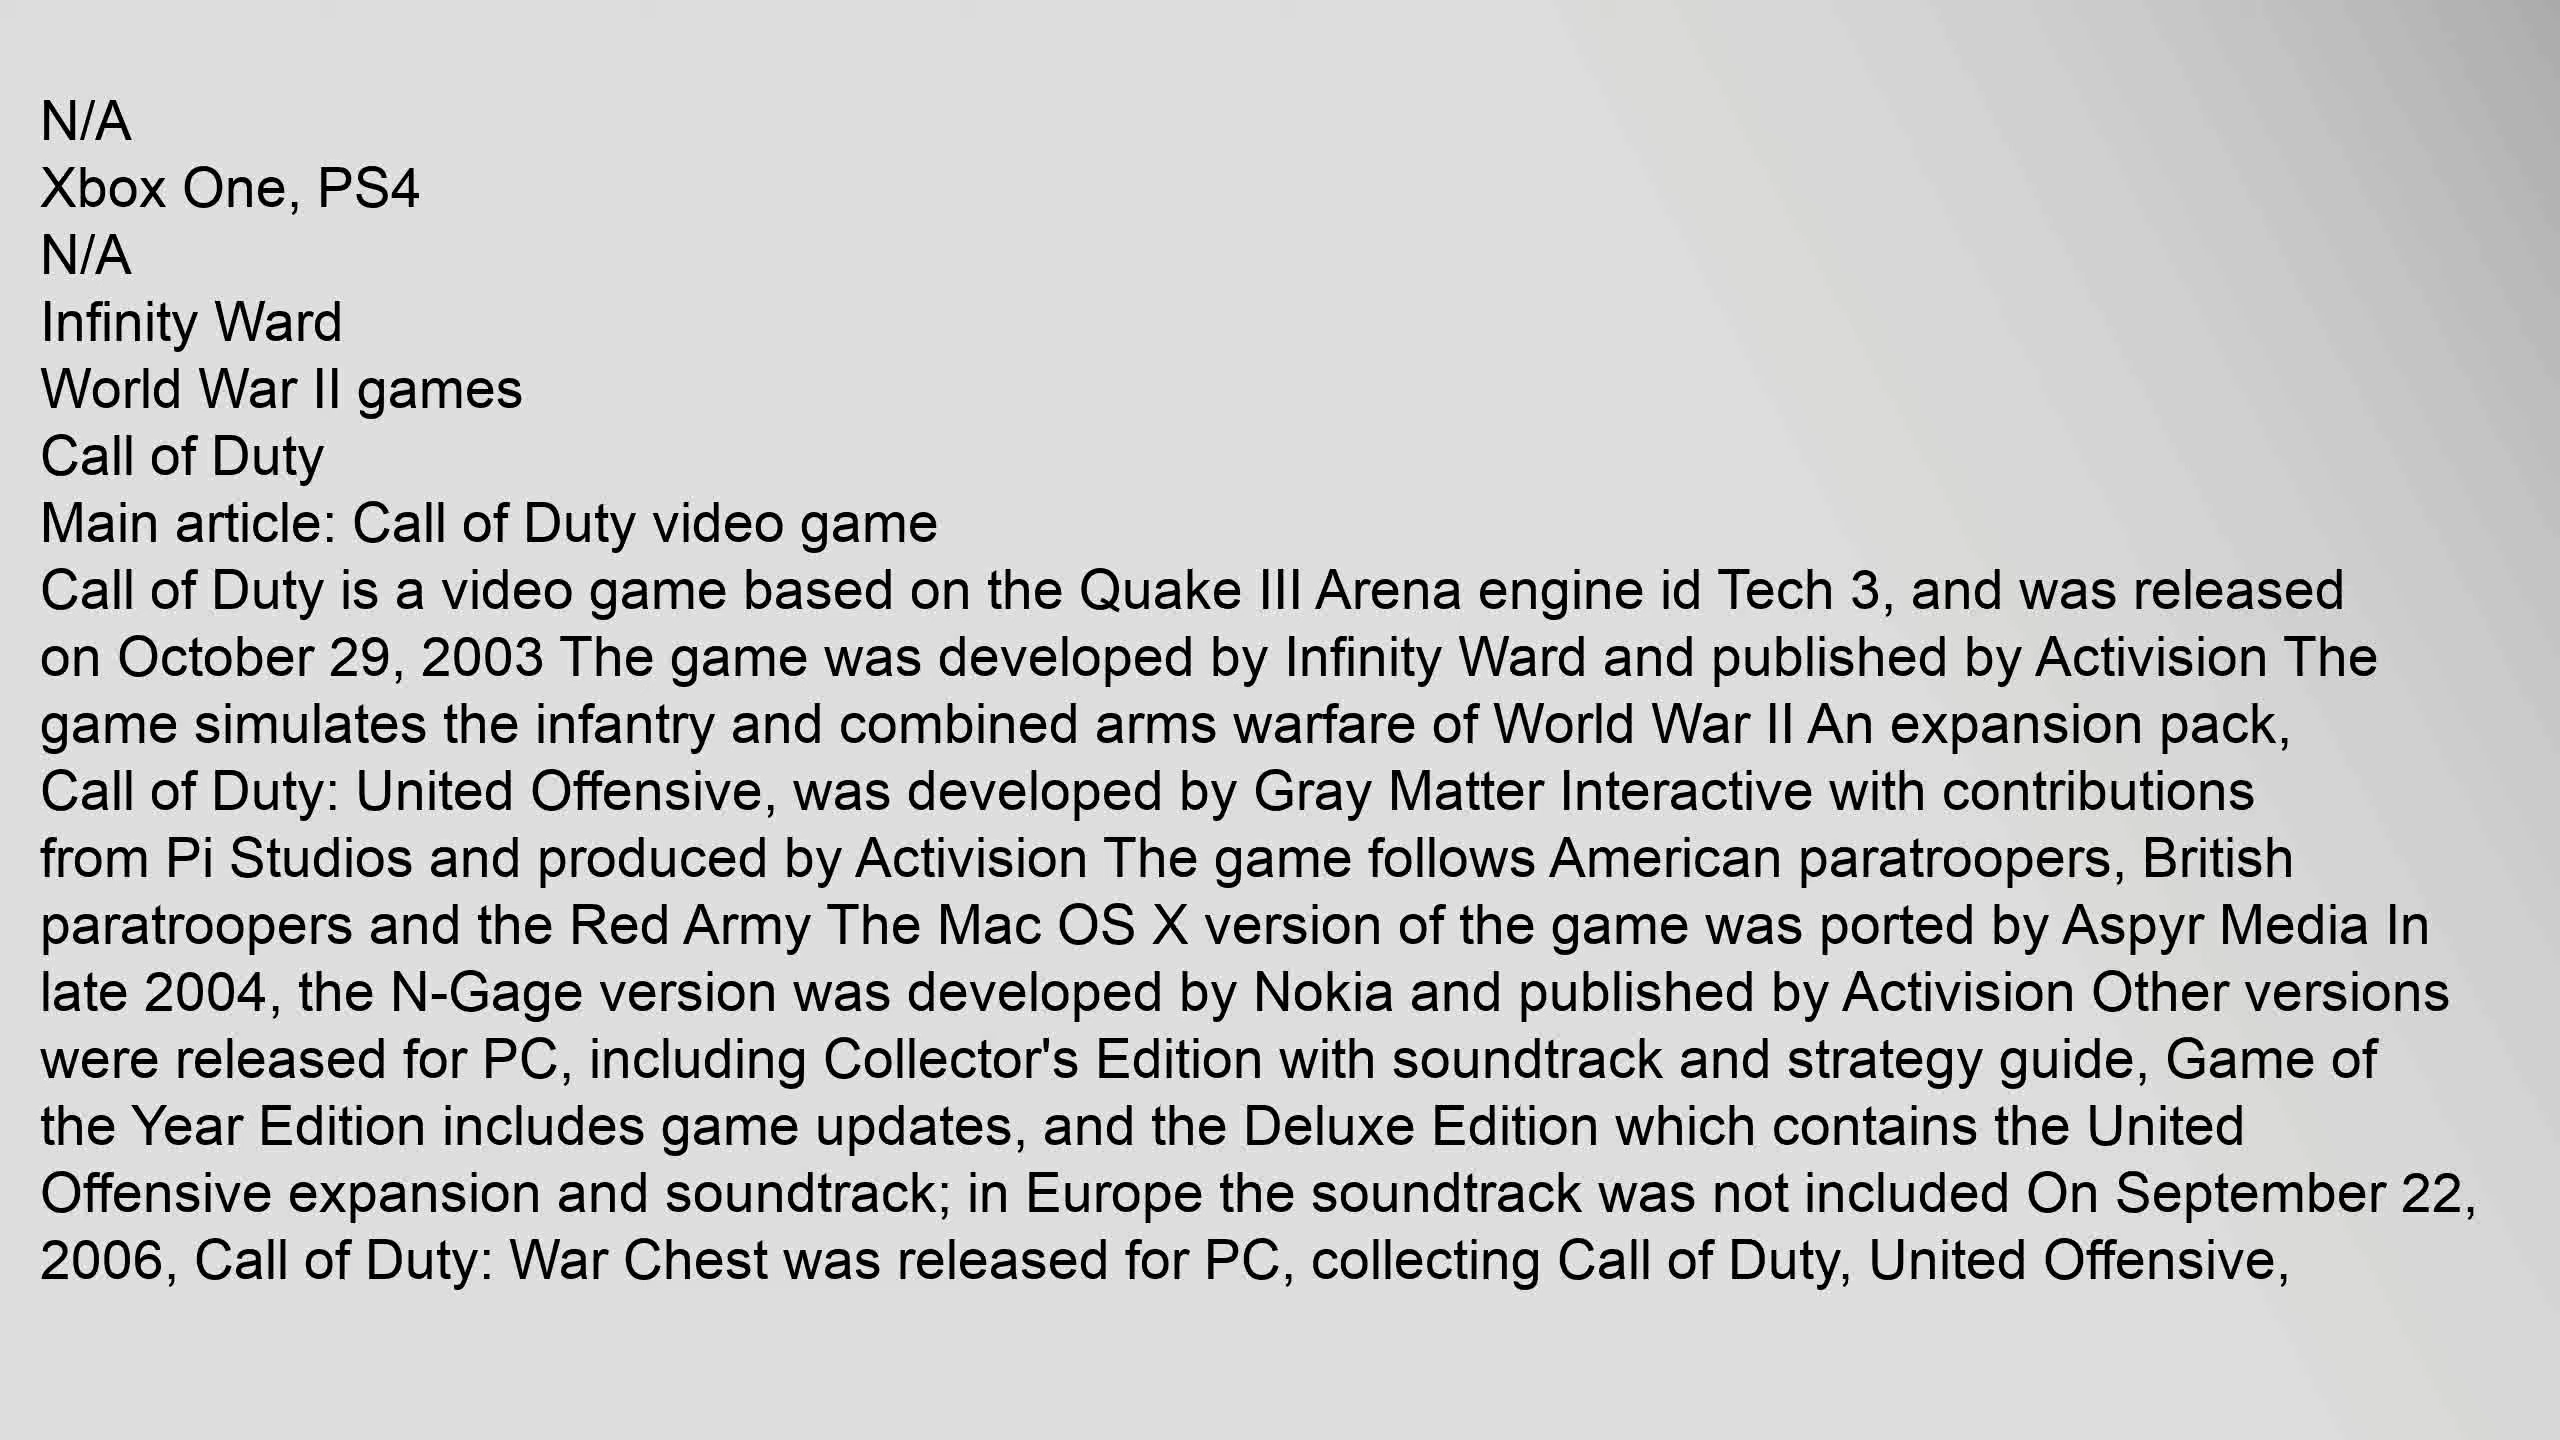 N/A
Xbox One, PS4
N/A
Infinity Ward
World War II games
Call of Duty
Main article: Call of Duty video game
Call of Duty is a video game based on the Quake III Arena engine id Tech 3, and was released
on October 29, 2003 The game was developed by Infinity Ward and published by Activision The
game simulates the infantry and combined arms warfare of World War II An expansion pack,
Call of Duty: United Offensive, was developed by Gray Matter Interactive with contributions
from Pi Studios and produced by Activision The game follows American paratroopers, British
paratroopers and the Red Army The Mac OS X version of the game was ported by Aspyr Media In
late 2004, the N-Gage version was developed by Nokia and published by Activision Other versions
were released for PC, including Collector's Edition with soundtrack and strategy guide, Game of
the Year Edition includes game updates, and the Deluxe Edition which contains the United
Offensive expansion and soundtrack; in Europe the soundtrack was not included On September 22,
2006, Call of Duty: War Chest was released for PC, collecting Call of Duty, United Offensive,